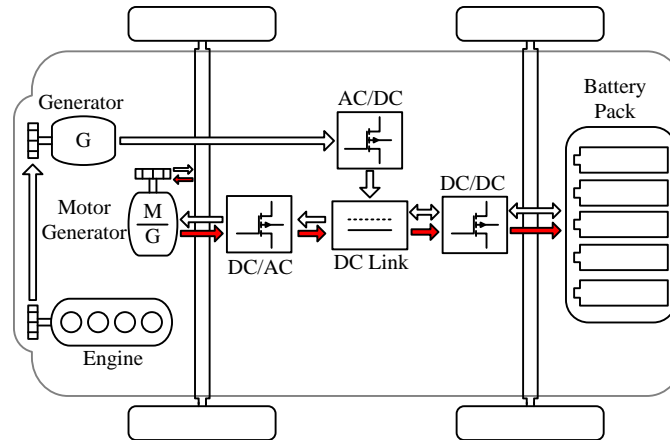 Generator
G
AC/DC
Battery
Pack
Motor
Generator
M
G
DC/DC
DC/AC
DC Link
Engine